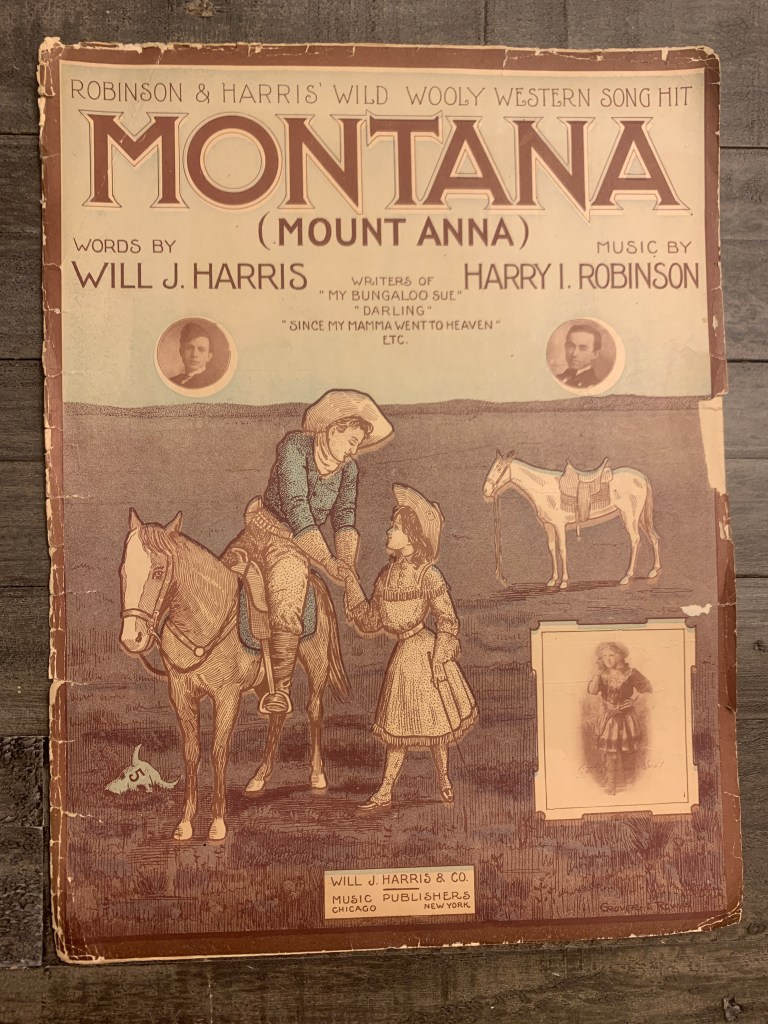 ROBINSON & HARRIS' WILD WOOLY WESTERN SONG HIT
MONTANA
(MOUNT ANNA)
WORDS BY
WILL J. HARRIS
MUSIC BY
HARRY I. ROBINSON
WRITERS OF
"MY BUNGALOO SUE"
"DARLING"
"SINCE MY MAMMA WENT TO HEAVEN"
ETC.
5
WILL J. HARRIS & CO.
MUSIC PUBLISHERS
CHICAGO NEW YORK